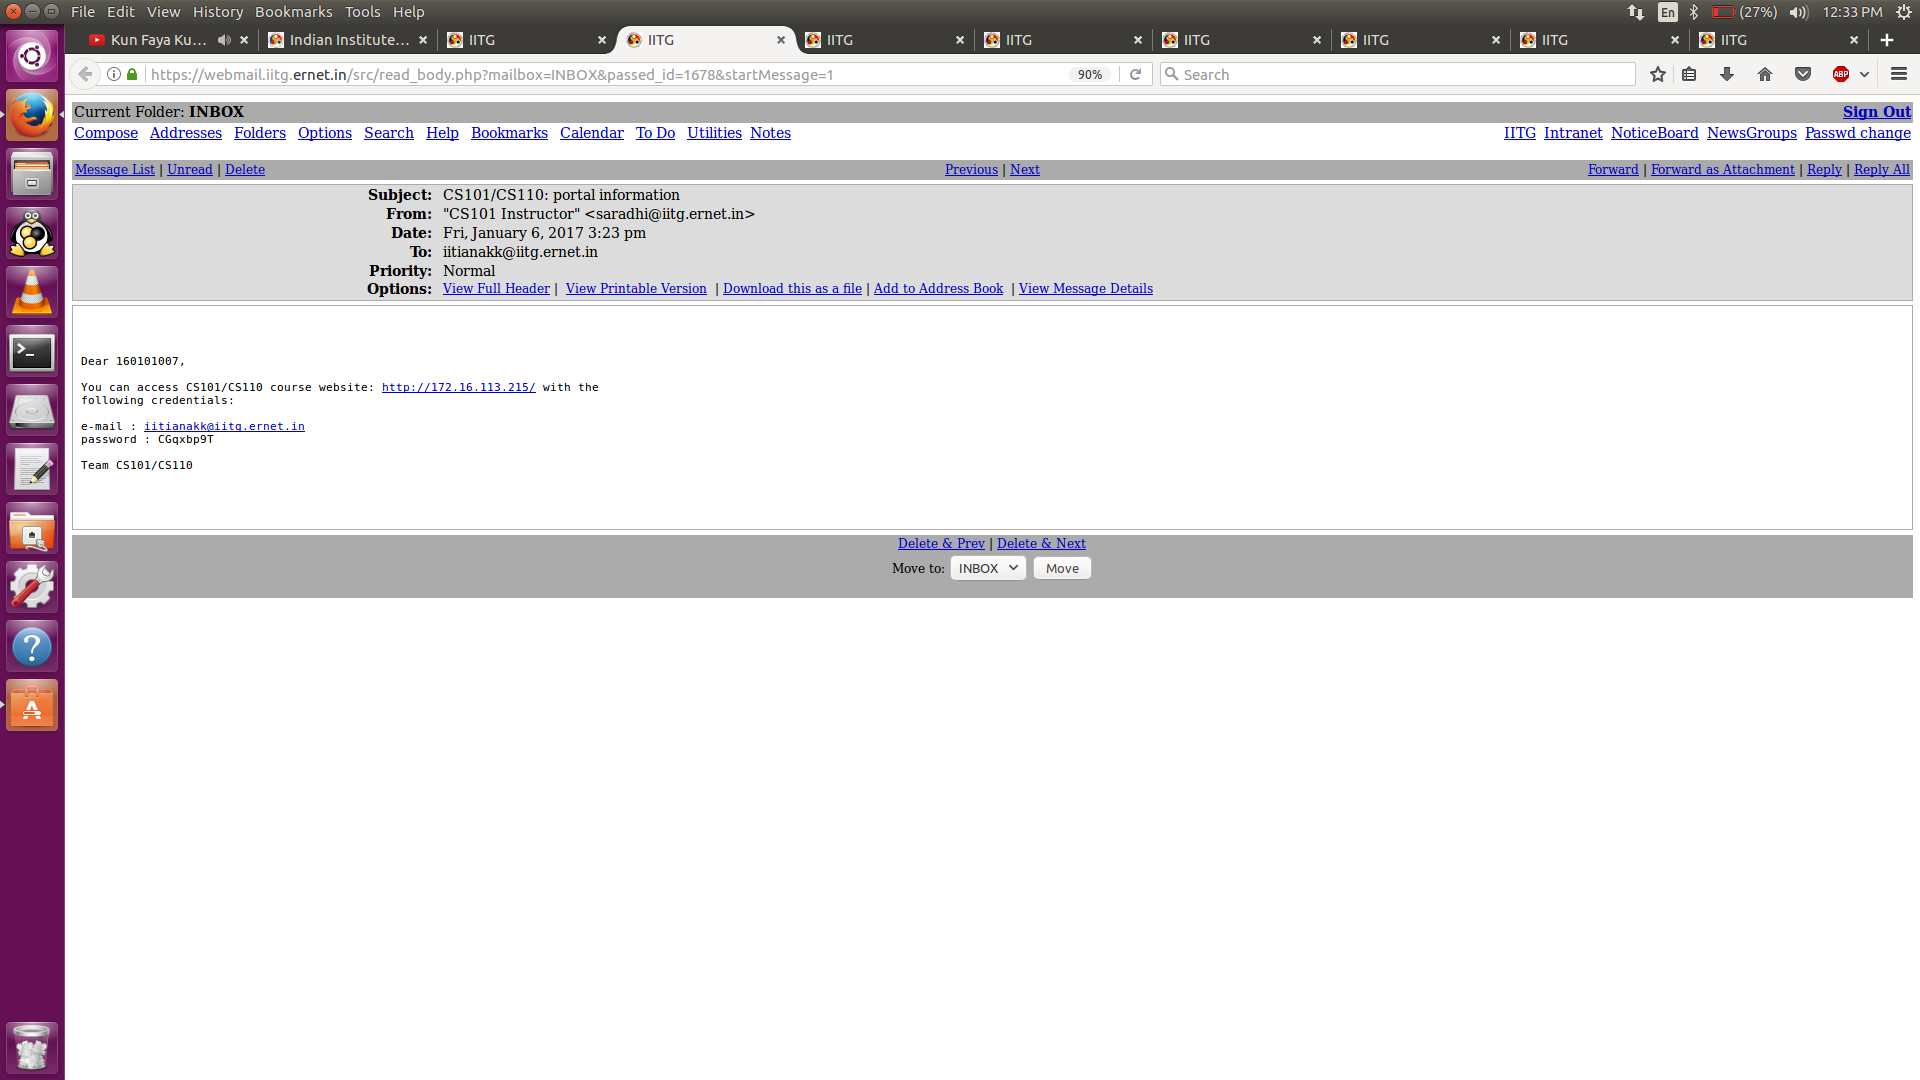 File Edit View History Bookmarks Tools Help
En (27%) 12:33 PM
Kun Faya Ku... Indian Institute... IITG IITG IITG IITG IITG IITG IITG IITG
https://webmail.iitg.ernet.in/src/read_body.php?mailbox=INBOX&passed_id=1678&startMessage=1 90% Search ABP
Current Folder: INBOX Sign Out
Compose Addresses Folders Options Search Help Bookmarks Calendar To Do Utilities Notes IITG Intranet NoticeBoard NewsGroups Passwd change
Message List | Unread | Delete Previous | Next Forward | Forward as Attachment | Reply | Reply All
Subject: CS101/CS110: portal information
From: "CS101 Instructor" <saradhi@iitg.ernet.in>
Date: Fri, January 6, 2017 3:23 pm
To: iitianakk@iitg.ernet.in
Priority: Normal
Options: View Full Header | View Printable Version | Download this as a file | Add to Address Book | View Message Details
Dear 160101007,
You can access CS101/CS110 course website: http://172.16.113.215/ with the
following credentials:
e-mail : iitianakk@iitg.ernet.in
password : CGqxbp9T
Team CS101/CS110
Delete & Prev | Delete & Next
Move to: INBOX Move